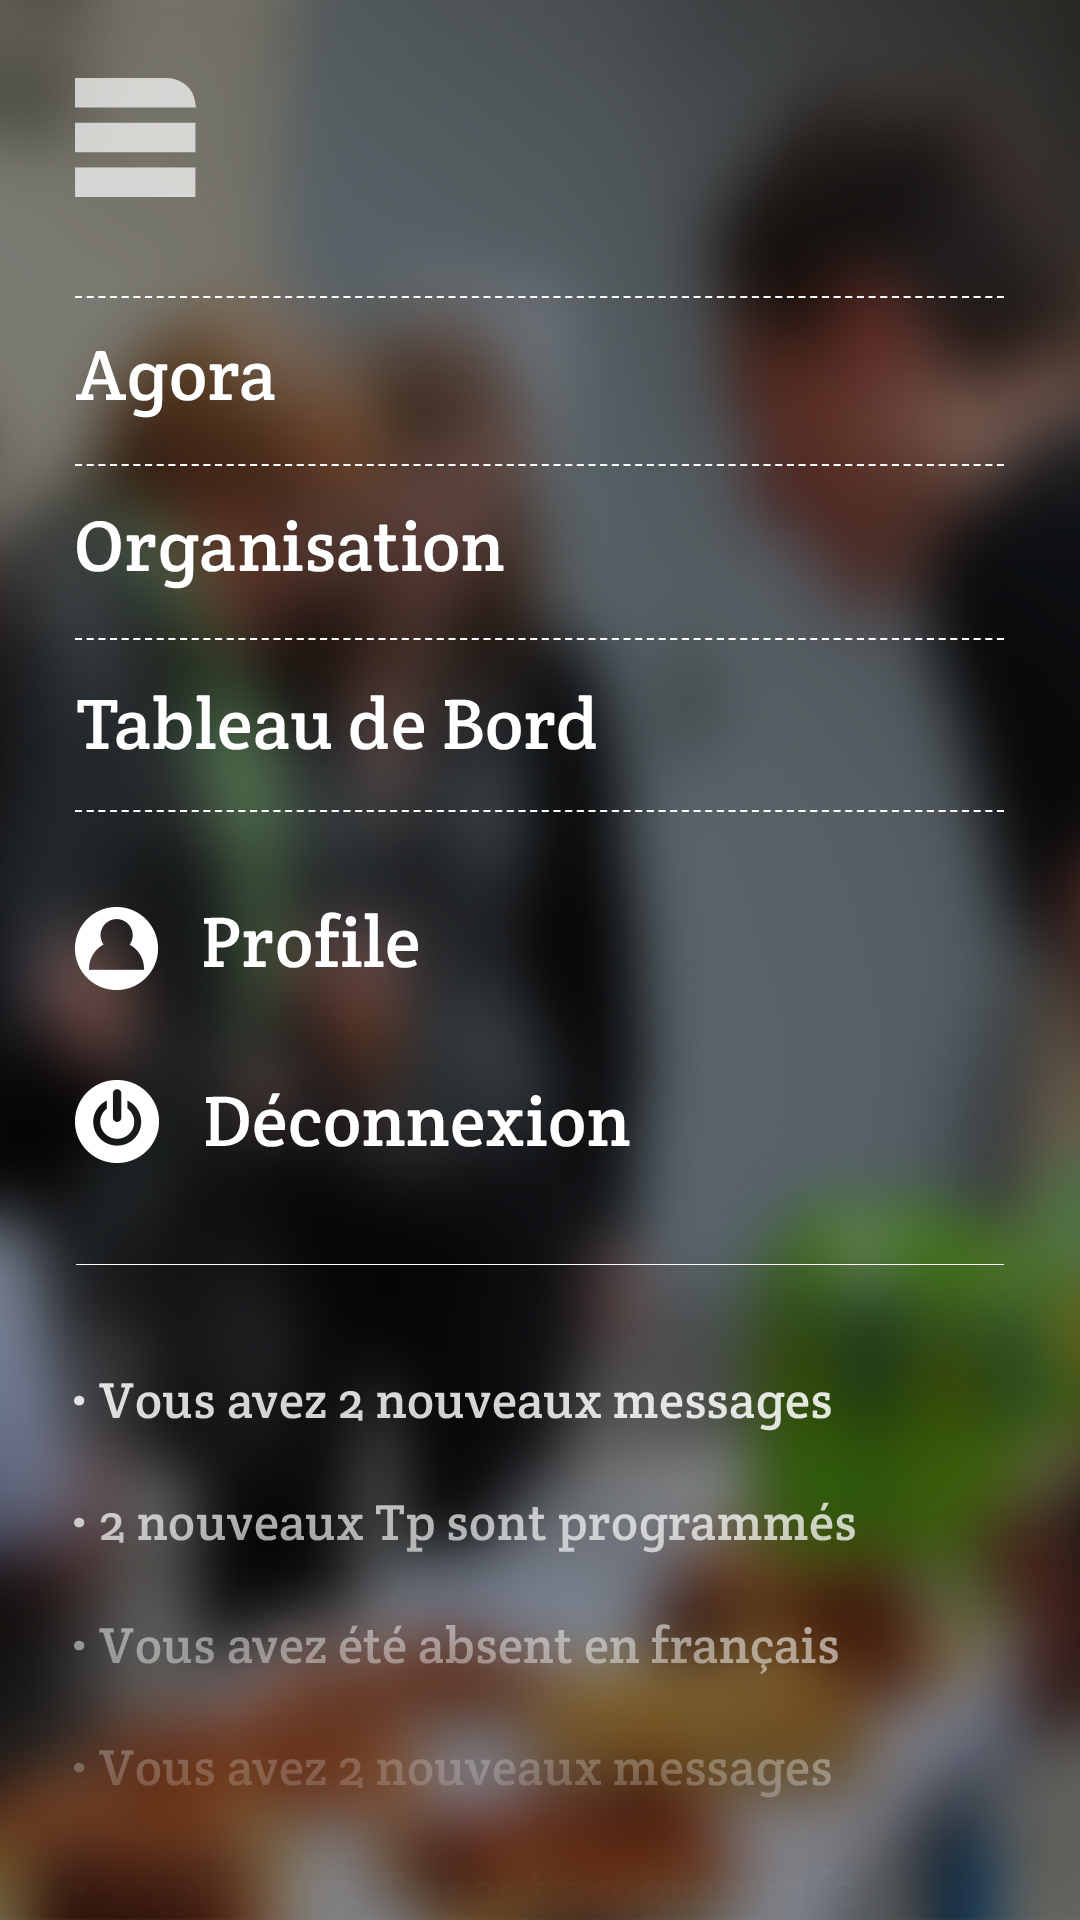 Agora
Organisation
Tableau de Bord
Profile
Déconnexion
• Vous avez 2 nouveaux messages
• 2 nouveaux Tp sont programmés
• Vous avez été absent en français
• Vous avez 2 nouveaux messages